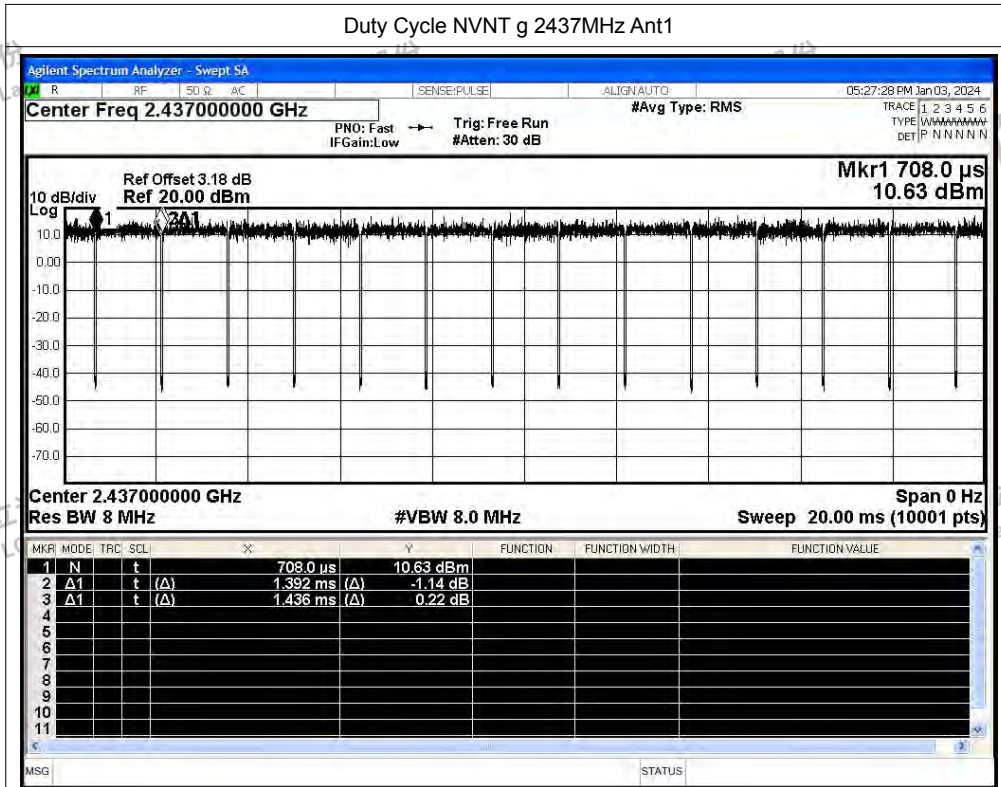 Duty Cycle NVNT g 2437MHz Ant1
Agilent Spectrum Analyzer - Swept SA
R RF 50 Ω AC SENSE:PULSE ALIGN AUTO 05:27:28 PM Jan 03, 2024
Center Freq 2.437000000 GHz #Avg Type: RMS TRACE 1 2 3 4 5 6
PNO: Fast Trig: Free Run TYPE WWWWWW
IFGain:Low #Atten: 30 dB DET P N N N N N
Mkr1 708.0 µs
Ref Offset 3.18 dB
10 dB/div Ref 20.00 dBm 10.63 dBm
Log
1 3Δ1
10.0
0.00
-10.0
-20.0
-30.0
-40.0
-50.0
-60.0
-70.0
Center 2.437000000 GHz Span 0 Hz
Res BW 8 MHz #VBW 8.0 MHz Sweep 20.00 ms (10001 pts)
MKR MODE TRC SCL X Y FUNCTION FUNCTION WIDTH FUNCTION VALUE
1 N t 708.0 µs 10.63 dBm
2 Δ1 t (Δ) 1.392 ms (Δ) -1.14 dB
3 Δ1 t (Δ) 1.436 ms (Δ) 0.22 dB
4
5
6
7
8
9
10
11
MSG STATUS